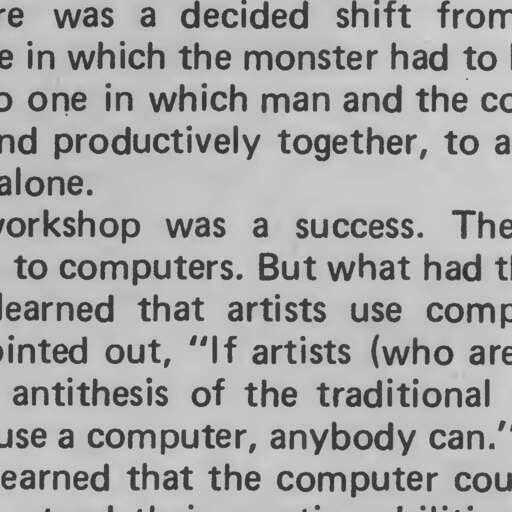 re was a decided shift from
e in which the monster had to
o one in which man and the co
nd productively together, to a
alone.
workshop was a success. The
to computers. But what had th
learned that artists use comp
ointed out, "If artists (who are
antithesis of the traditional
use a computer, anybody can."
earned that the computer cou